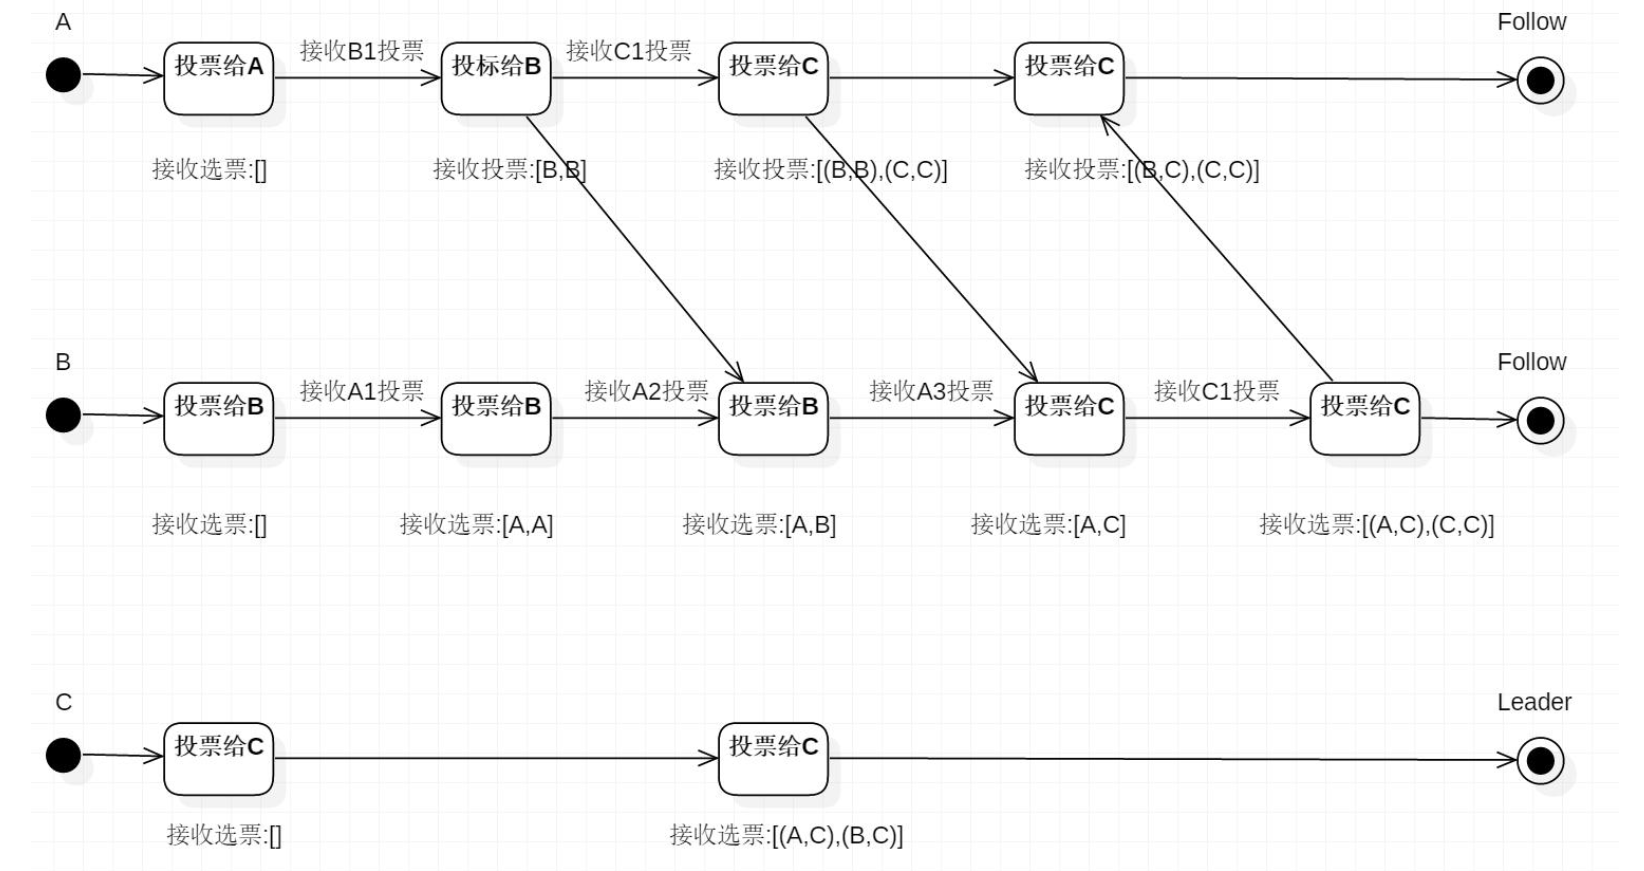 A
Follow
接收B1投票
接收C1投票
投票给A
投标给B
投票给C
投票给C
接收选票:[]
接收投票:[B,B]
接收投票:[(B,B),(C,C)]
接收投票:[(B,C),(C,C)]
B
Follow
接收A1投票
接收A2投票
接收A3投票
接收C1投票
投票给B
投票给B
投票给B
投票给C
投票给C
接收选票:[]
接收选票:[A,A]
接收选票:[A,B]
接收选票:[A,C]
接收选票:[(A,C),(C,C)]
C
Leader
投票给C
投票给C
接收选票:[]
接收选票:[(A,C),(B,C)]